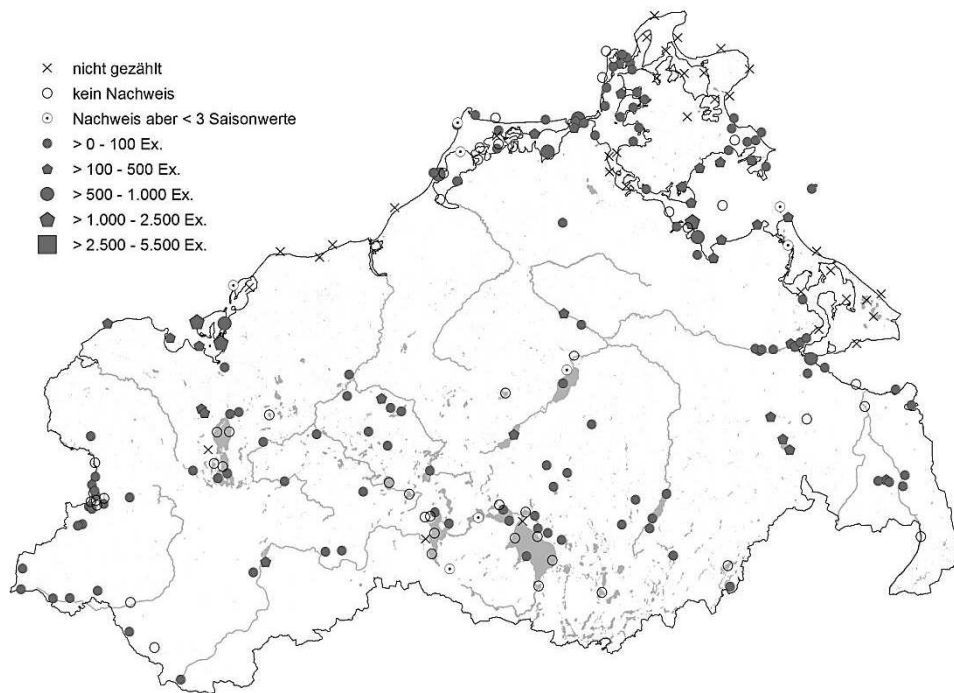 nicht gezählt
kein Nachweis
Nachweis aber < 3 Saisonwerte
> 0 - 100 Ex.
> 100 - 500 Ex.
> 500 - 1.000 Ex.
> 1.000 - 2.500 Ex.
> 2.500 - 5.500 Ex.